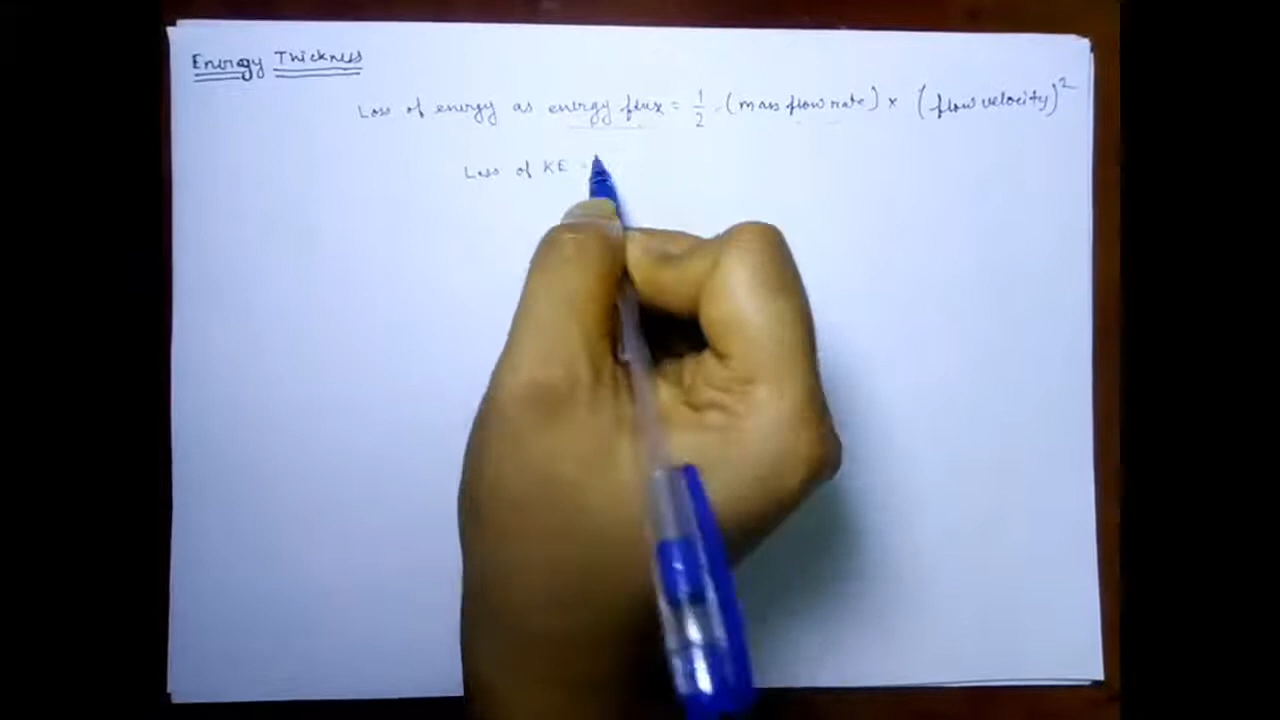 Energy Thickness
Loss of energy as energy flux = 1/2 . (mass flow rate) × (flow velocity)²
Loss of KE =